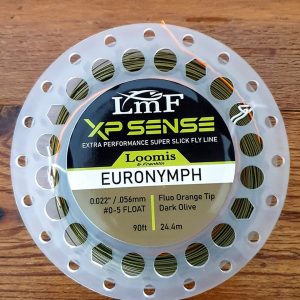 LmF
XP SENSE
EXTRA PERFORMANCE SUPER SLICK FLY LINE
Loomis
& Franklin
EURONYMPH
0.022" / .056mm
#0-5 FLOAT
90ft
Fluo Orange Tip
Dark Olive
24.4m